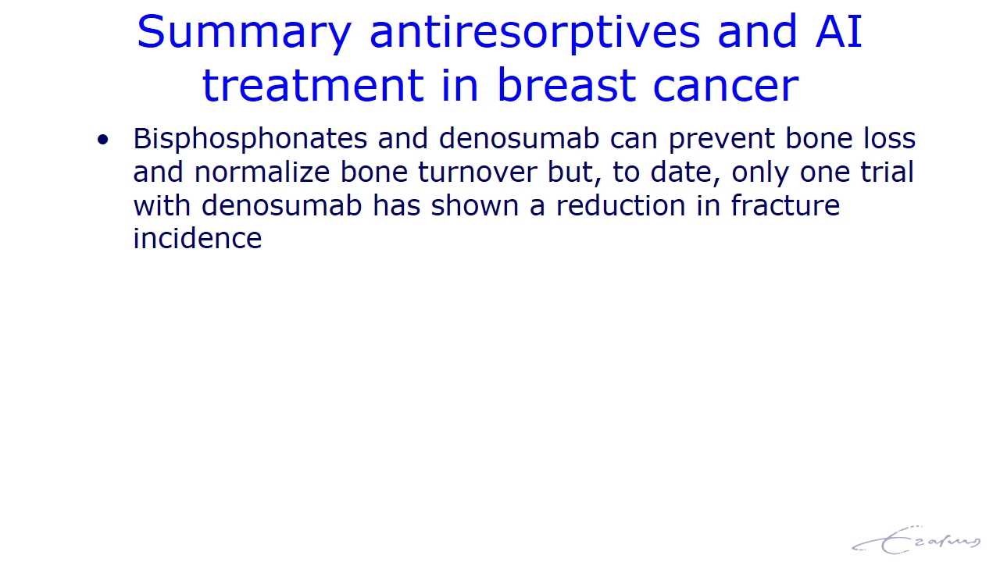 Summary antiresorptives and AI
treatment in breast cancer
• Bisphosphonates and denosumab can prevent bone loss
and normalize bone turnover but, to date, only one trial
with denosumab has shown a reduction in fracture
incidence
Erasmus